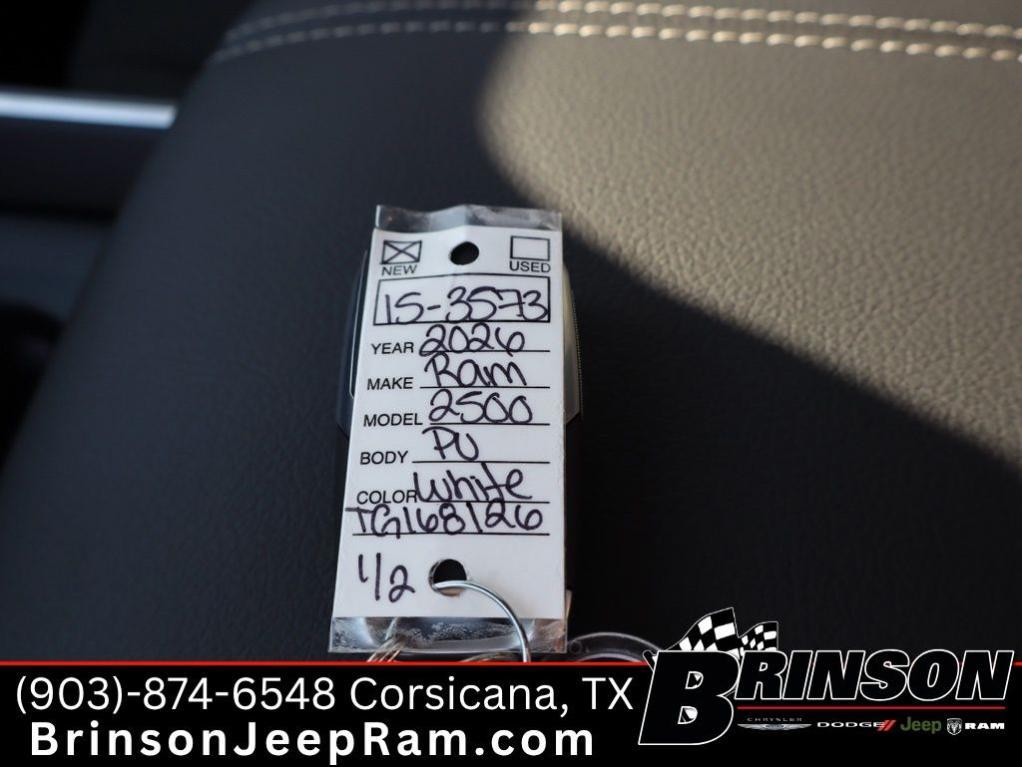 NEW USED
15-3573
YEAR 2026
MAKE Ram
MODEL 2500
BODY PU
COLOR White
TG168126
1/2
(903)-874-6548 Corsicana, TX
BrinsonJeepRam.com
BRINSON
CHRYSLER DODGE Jeep RAM